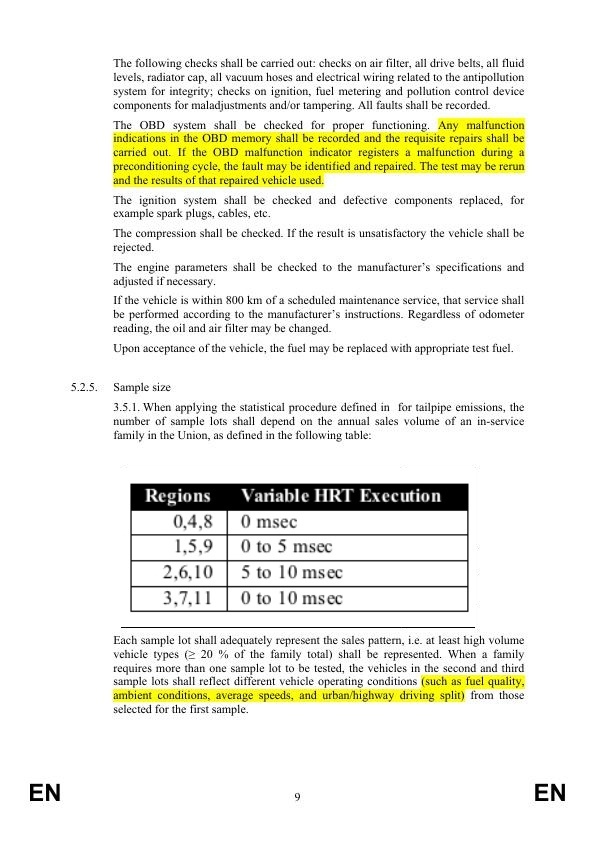 The following checks shall be carried out: checks on air filter, all drive belts, all fluid
levels, radiator cap, all vacuum hoses and electrical wiring related to the antipollution
system for integrity; checks on ignition, fuel metering and pollution control device
components for maladjustments and/or tampering. All faults shall be recorded.
The OBD system shall be checked for proper functioning. Any malfunction
indications in the OBD memory shall be recorded and the requisite repairs shall be
carried out. If the OBD malfunction indicator registers a malfunction during a
preconditioning cycle, the fault may be identified and repaired. The test may be rerun
and the results of that repaired vehicle used.
The ignition system shall be checked and defective components replaced, for
example spark plugs, cables, etc.
The compression shall be checked. If the result is unsatisfactory the vehicle shall be
rejected.
The engine parameters shall be checked to the manufacturer's specifications and
adjusted if necessary.
If the vehicle is within 800 km of a scheduled maintenance service, that service shall
be performed according to the manufacturer's instructions. Regardless of odometer
reading, the oil and air filter may be changed.
Upon acceptance of the vehicle, the fuel may be replaced with appropriate test fuel.
5.2.5. Sample size
3.5.1. When applying the statistical procedure defined in for tailpipe emissions, the
number of sample lots shall depend on the annual sales volume of an in-service
family in the Union, as defined in the following table:
Regions Variable HRT Execution
0,4,8 0 msec
1,5,9 0 to 5 msec
2,6,10 5 to 10 msec
3,7,11 0 to 10 msec
Each sample lot shall adequately represent the sales pattern, i.e. at least high volume
vehicle types (≥ 20 % of the family total) shall be represented. When a family
requires more than one sample lot to be tested, the vehicles in the second and third
sample lots shall reflect different vehicle operating conditions (such as fuel quality,
ambient conditions, average speeds, and urban/highway driving split) from those
selected for the first sample.
EN 9 EN